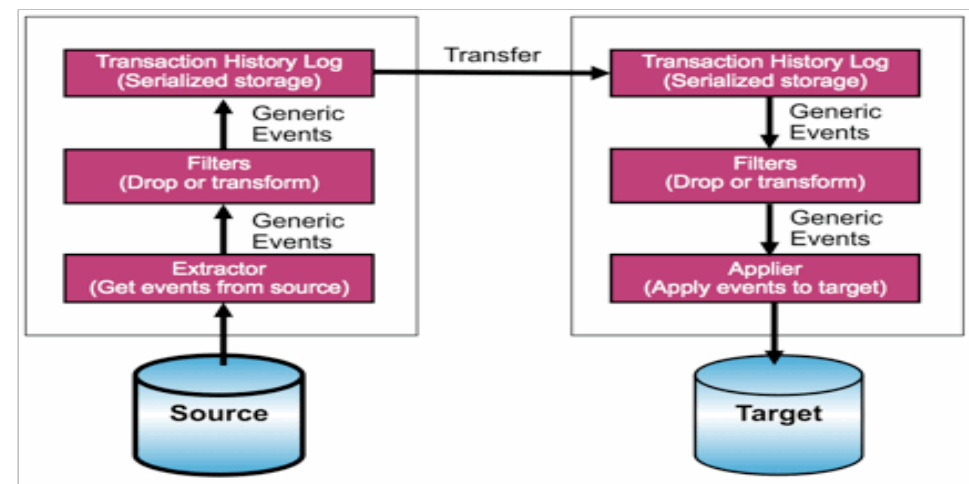 Transaction History Log
(Serialized storage)
Transfer
Transaction History Log
(Serialized storage)
Generic
Events
Generic
Events
Filters
(Drop or transform)
Filters
(Drop or transform)
Generic
Events
Generic
Events
Extractor
(Get events from source)
Applier
(Apply events to target)
Source
Target